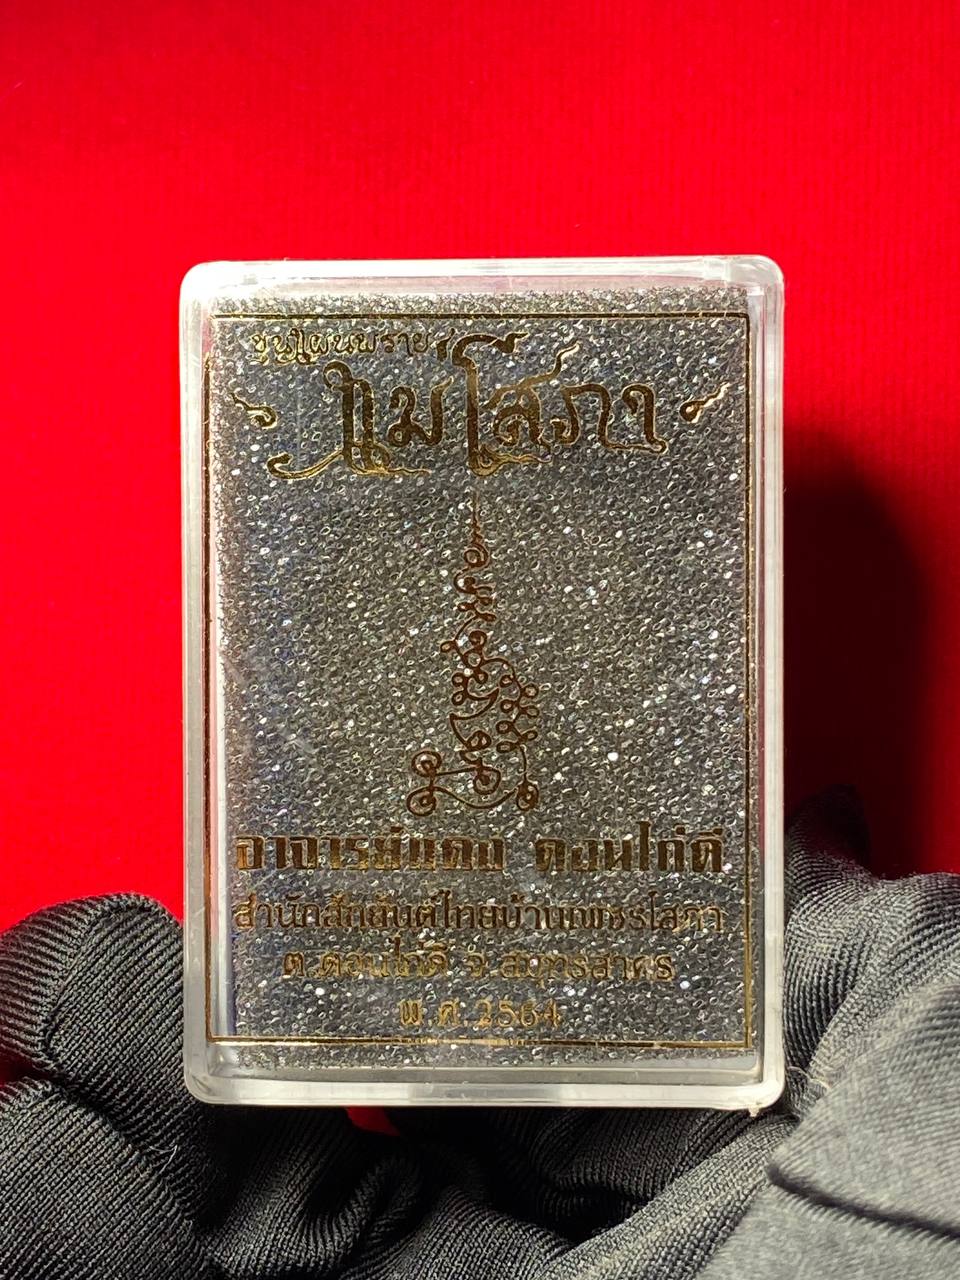 ขุนแผนพราย
แม่โสภา
อาจารย์แดง ดอนไก่ดี
สำนักสักยันต์ไทยบ้านเพชรโสภา
ต.ดอนไก่ดี จ.สมุทรสาคร
พ.ศ.2564